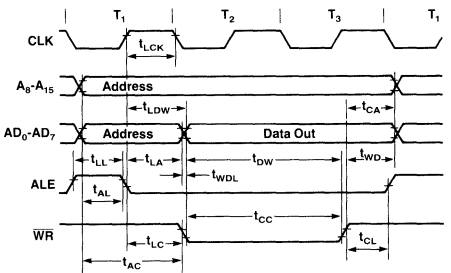 T₁ T₂ T₃ T₁
CLK
tLCK
A₈-A₁₅ Address
tLDW tCA
AD₀-AD₇ Address Data Out
tLL tLA tDW tWD
tWDL
ALE
tAL
tCC
WR
tLC tCL
tAC